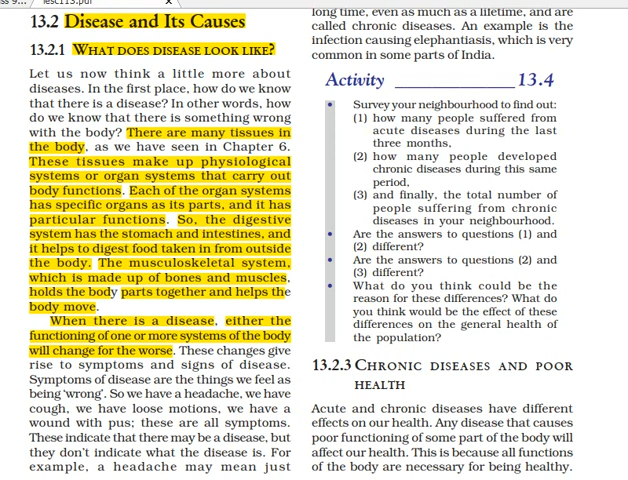 iesc113.pdf
13.2 Disease and Its Causes
13.2.1 WHAT DOES DISEASE LOOK LIKE?
Let us now think a little more about
diseases. In the first place, how do we know
that there is a disease? In other words, how
do we know that there is something wrong
with the body? There are many tissues in
the body, as we have seen in Chapter 6.
These tissues make up physiological
systems or organ systems that carry out
body functions. Each of the organ systems
has specific organs as its parts, and it has
particular functions. So, the digestive
system has the stomach and intestines, and
it helps to digest food taken in from outside
the body. The musculoskeletal system,
which is made up of bones and muscles,
holds the body parts together and helps the
body move.
When there is a disease, either the
functioning of one or more systems of the body
will change for the worse. These changes give
rise to symptoms and signs of disease.
Symptoms of disease are the things we feel as
being ‘wrong’. So we have a headache, we have
cough, we have loose motions, we have a
wound with pus; these are all symptoms.
These indicate that there may be a disease, but
they don't indicate what the disease is. For
example, a headache may mean just
long time, even as much as a lifetime, and are
called chronic diseases. An example is the
infection causing elephantiasis, which is very
common in some parts of India.
Activity ______________ 13.4
• Survey your neighbourhood to find out:
(1) how many people suffered from
acute diseases during the last
three months,
(2) how many people developed
chronic diseases during this same
period,
(3) and finally, the total number of
people suffering from chronic
diseases in your neighbourhood.
• Are the answers to questions (1) and
(2) different?
• Are the answers to questions (2) and
(3) different?
• What do you think could be the
reason for these differences? What do
you think would be the effect of these
differences on the general health of
the population?
13.2.3 CHRONIC DISEASES AND POOR
HEALTH
Acute and chronic diseases have different
effects on our health. Any disease that causes
poor functioning of some part of the body will
affect our health. This is because all functions
of the body are necessary for being healthy.